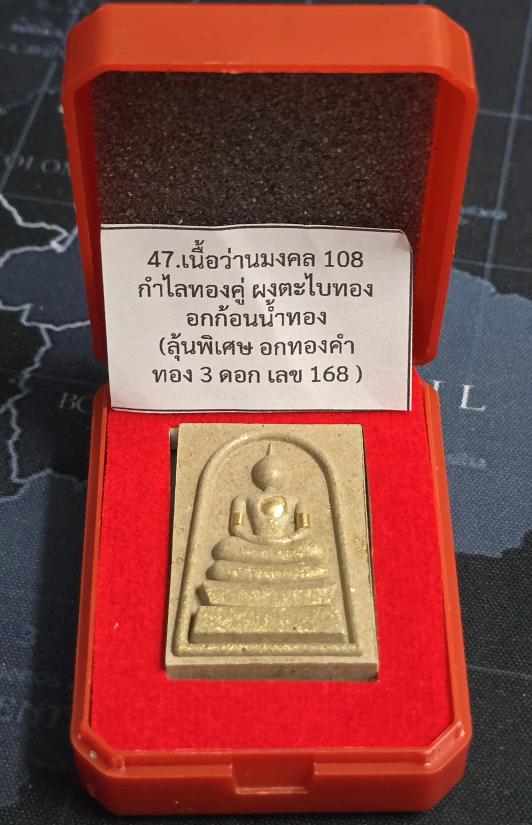 47.เนื้อว่านมงคล 108
กำไลทองคู่ ผงตะไบทอง
อกก้อนน้ำทอง
(ลุ้นพิเศษ อกทองคำ
ทอง 3 ดอก เลข 168 )